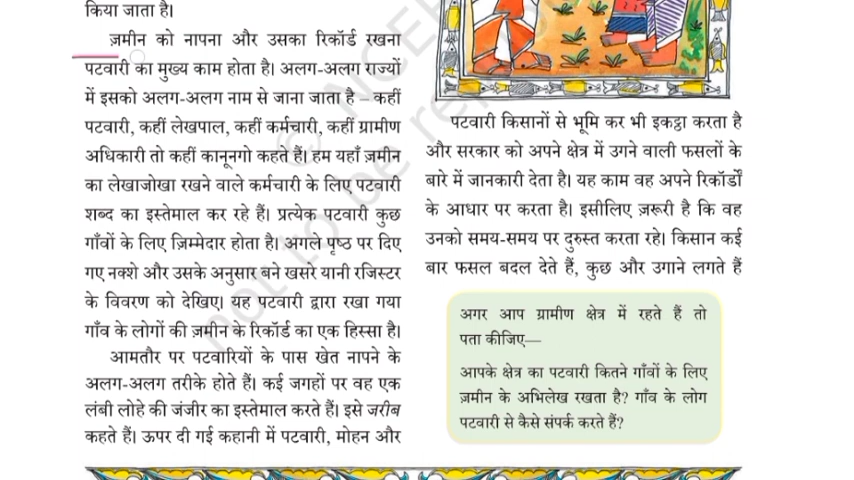 किया जाता है।
ज़मीन को नापना और उसका रिकॉर्ड रखना
पटवारी का मुख्य काम होता है। अलग-अलग राज्यों
में इसको अलग-अलग नाम से जाना जाता है – कहीं
पटवारी, कहीं लेखपाल, कहीं कर्मचारी, कहीं ग्रामीण
अधिकारी तो कहीं कानूनगो कहते हैं। हम यहाँ ज़मीन
का लेखाजोखा रखने वाले कर्मचारी के लिए पटवारी
शब्द का इस्तेमाल कर रहे हैं। प्रत्येक पटवारी कुछ
गाँवों के लिए ज़िम्मेदार होता है। अगले पृष्ठ पर दिए
गए नक्शे और उसके अनुसार बने खसरे यानी रजिस्टर
के विवरण को देखिए। यह पटवारी द्वारा रखा गया
गाँव के लोगों की ज़मीन के रिकॉर्ड का एक हिस्सा है।
आमतौर पर पटवारियों के पास खेत नापने के
अलग-अलग तरीके होते हैं। कई जगहों पर वह एक
लंबी लोहे की जंजीर का इस्तेमाल करते हैं। इसे जरीब
कहते हैं। ऊपर दी गई कहानी में पटवारी, मोहन और
पटवारी किसानों से भूमि कर भी इकट्ठा करता है
और सरकार को अपने क्षेत्र में उगने वाली फसलों के
बारे में जानकारी देता है। यह काम वह अपने रिकॉर्डों
के आधार पर करता है। इसीलिए ज़रूरी है कि वह
उनको समय-समय पर दुरुस्त करता रहे। किसान कई
बार फसल बदल देते हैं, कुछ और उगाने लगते हैं
अगर आप ग्रामीण क्षेत्र में रहते हैं तो
पता कीजिए—
आपके क्षेत्र का पटवारी कितने गाँवों के लिए
ज़मीन के अभिलेख रखता है? गाँव के लोग
पटवारी से कैसे संपर्क करते हैं?
© NCE
not to be re